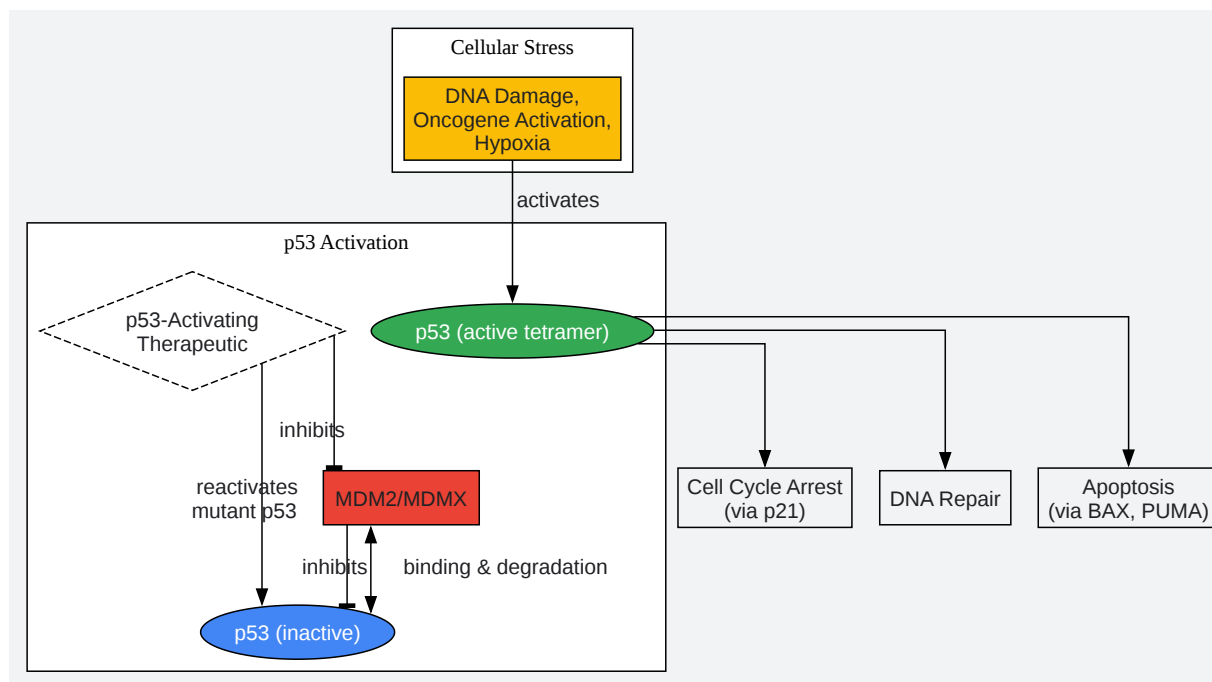 Cellular Stress
DNA Damage,
Oncogene Activation,
Hypoxia
activates
p53 Activation
p53-Activating
Therapeutic
p53 (active tetramer)
inhibits
reactivates
mutant p53
MDM2/MDMX
Cell Cycle Arrest
(via p21)
DNA Repair
Apoptosis
(via BAX, PUMA)
inhibits
binding & degradation
p53 (inactive)